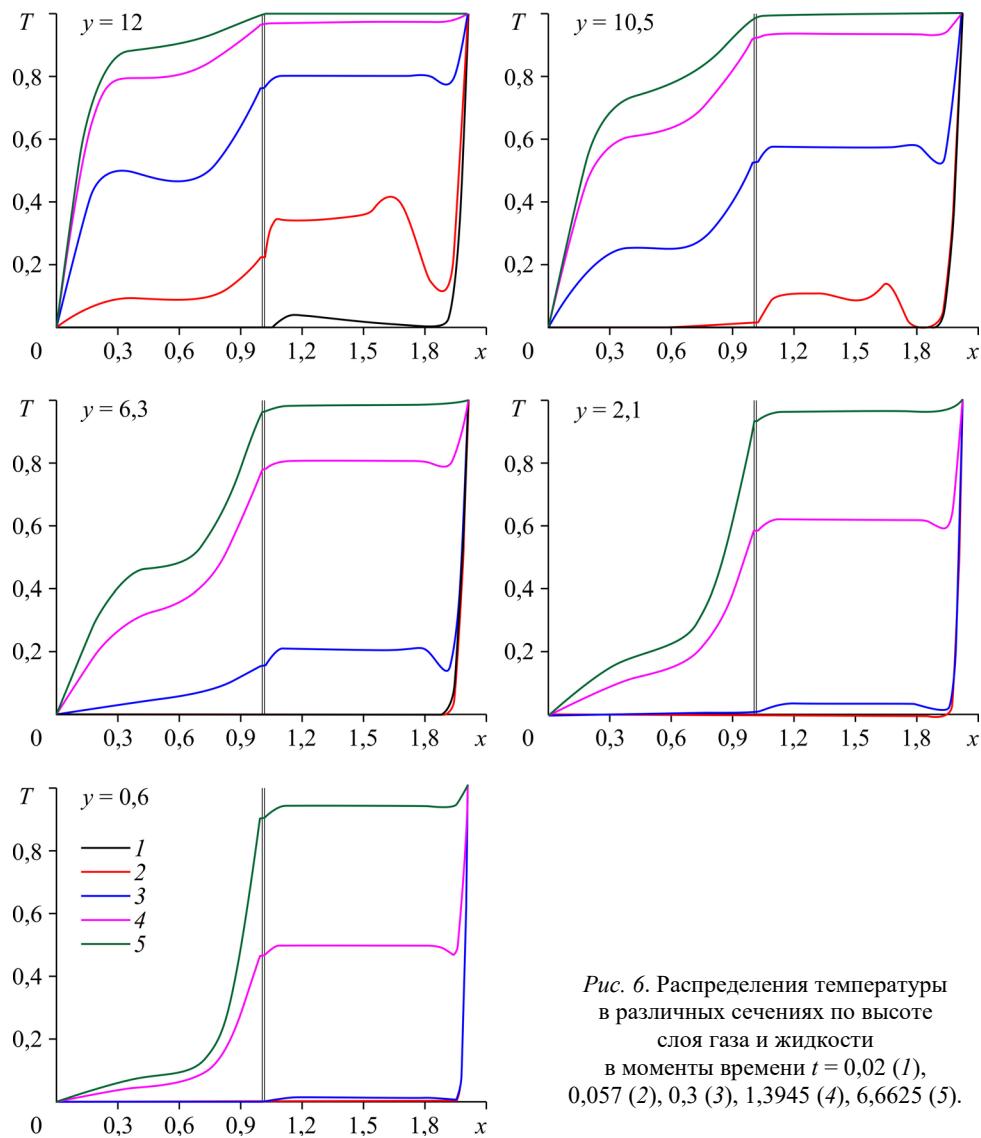 T y = 12
0,8
0,6
0,4
0,2
0 0,3 0,6 0,9 1,2 1,5 1,8 x
T y = 10,5
0,8
0,6
0,4
0,2
0 0,3 0,6 0,9 1,2 1,5 1,8 x
T y = 6,3
0,8
0,6
0,4
0,2
0 0,3 0,6 0,9 1,2 1,5 1,8 x
T y = 2,1
0,8
0,6
0,4
0,2
0 0,3 0,6 0,9 1,2 1,5 1,8 x
T y = 0,6
0,8
0,6
0,4
0,2
1
2
3
4
5
0 0,3 0,6 0,9 1,2 1,5 1,8 x
Рис. 6. Распределения температуры
в различных сечениях по высоте
слоя газа и жидкости
в моменты времени t = 0,02 (1),
0,057 (2), 0,3 (3), 1,3945 (4), 6,6625 (5).